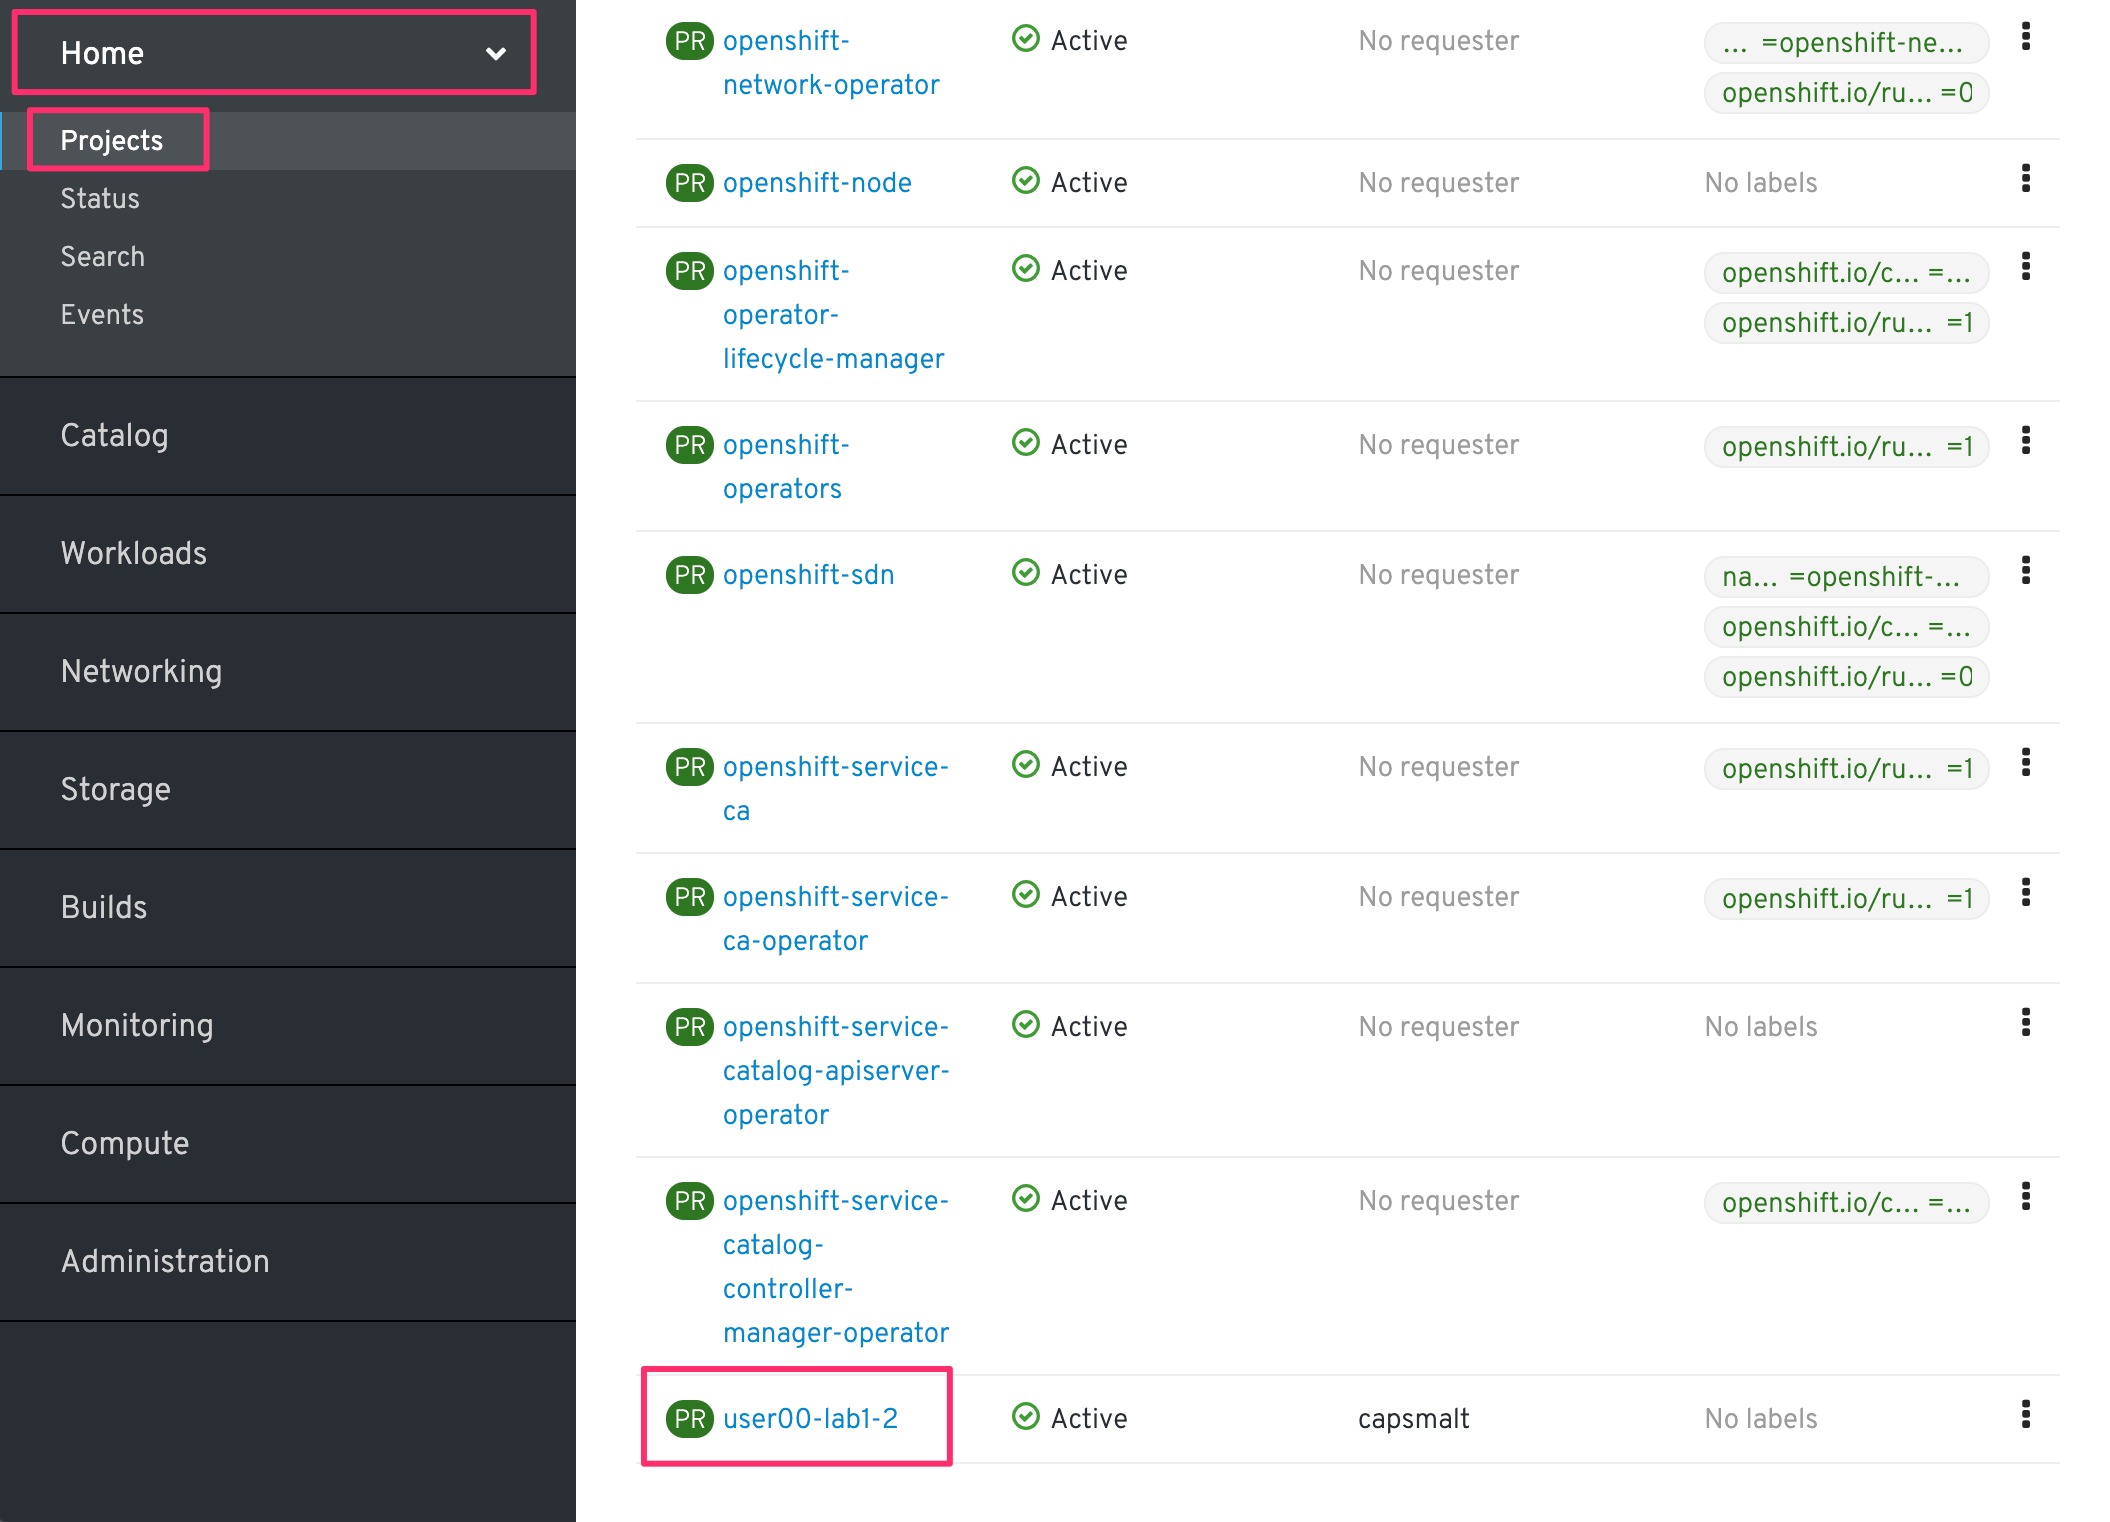 Home
Projects
Status
Search
Events
Catalog
Workloads
Networking
Storage
Builds
Monitoring
Compute
Administration
PR openshift- Active No requester ... =openshift-ne...
network-operator openshift.io/ru... =0
PR openshift-node Active No requester No labels
PR openshift- Active No requester openshift.io/c... =...
operator- openshift.io/ru... =1
lifecycle-manager
PR openshift- Active No requester openshift.io/ru... =1
operators
PR openshift-sdn Active No requester na... =openshift-...
openshift.io/c... =...
openshift.io/ru... =0
PR openshift-service- Active No requester openshift.io/ru... =1
ca
PR openshift-service- Active No requester openshift.io/ru... =1
ca-operator
PR openshift-service- Active No requester No labels
catalog-apiserver-
operator
PR openshift-service- Active No requester openshift.io/c... =...
catalog-
controller-
manager-operator
PR user00-lab1-2 Active capsmalt No labels